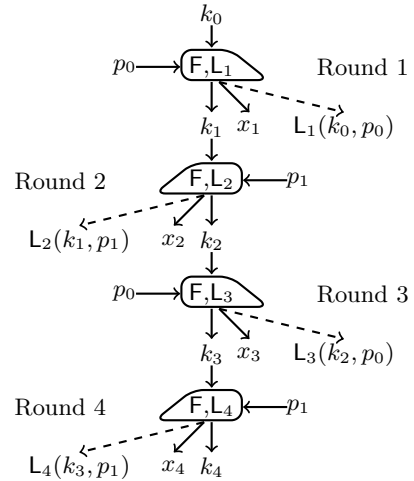 k₀
p₀ F,L₁ Round 1
k₁ x₁ L₁(k₀, p₀)
Round 2 F,L₂ p₁
L₂(k₁, p₁) x₂ k₂
p₀ F,L₃ Round 3
k₃ x₃ L₃(k₂, p₀)
Round 4 F,L₄ p₁
L₄(k₃, p₁) x₄ k₄